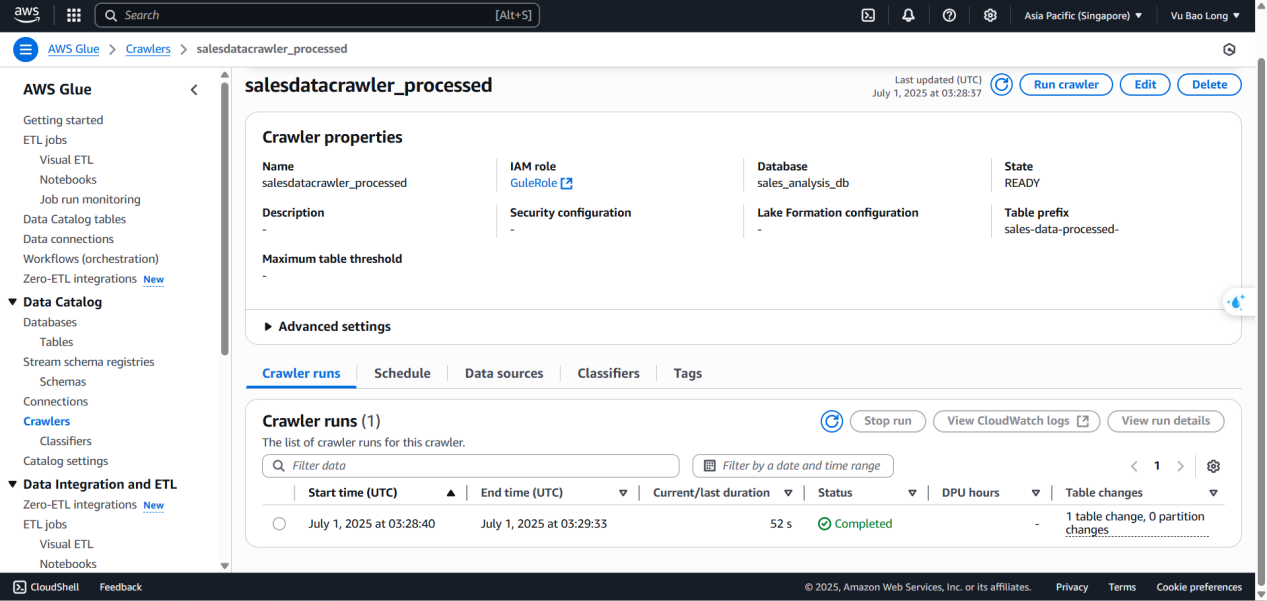 aws
Search
[Alt+S]
Asia Pacific (Singapore)
Vu Bao Long
AWS Glue
Crawlers
salesdatacrawler_processed
AWS Glue
Getting started
ETL jobs
Visual ETL
Notebooks
Job run monitoring
Data Catalog tables
Data connections
Workflows (orchestration)
Zero-ETL integrations New
Data Catalog
Databases
Tables
Stream schema registries
Schemas
Connections
Crawlers
Classifiers
Catalog settings
Data Integration and ETL
Zero-ETL integrations New
ETL jobs
Visual ETL
Notebooks
salesdatacrawler_processed
Last updated (UTC)
July 1, 2025 at 03:28:37
Run crawler
Edit
Delete
Crawler properties
Name
salesdatacrawler_processed
IAM role
GuleRole
Database
sales_analysis_db
State
READY
Description
-
Security configuration
-
Lake Formation configuration
-
Table prefix
sales-data-processed-
Maximum table threshold
-
Advanced settings
Crawler runs
Schedule
Data sources
Classifiers
Tags
Crawler runs (1)
The list of crawler runs for this crawler.
Stop run
View CloudWatch logs
View run details
Filter data
Filter by a date and time range
1
Start time (UTC)
End time (UTC)
Current/last duration
Status
DPU hours
Table changes
July 1, 2025 at 03:28:40
July 1, 2025 at 03:29:33
52 s
Completed
-
1 table change, 0 partition
changes
CloudShell
Feedback
© 2025, Amazon Web Services, Inc. or its affiliates.
Privacy
Terms
Cookie preferences